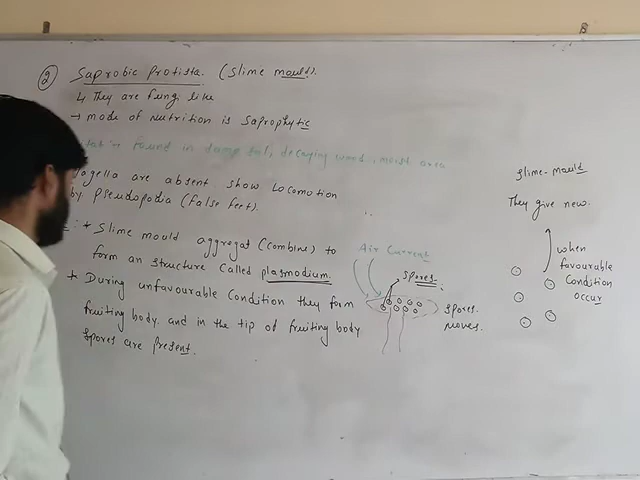 ② Saprobic Protista. (Slime mould).
↳ They are fungi like
→ mode of Nutrition is Saprophytic
found in damp soil, decaying wood, moist area
lagella are absent. show Locomotion
by Pseudopodia (false feet).
* Slime mould aggregat (combine) to
form an structure called plasmodium.
* During unfavourable Condition they form
fruiting body. and in the tip of fruiting body
spores are present.
Air Current
spores.
spores.
moves.
slime-mould
They give new.
when
favourable
Condition
occur